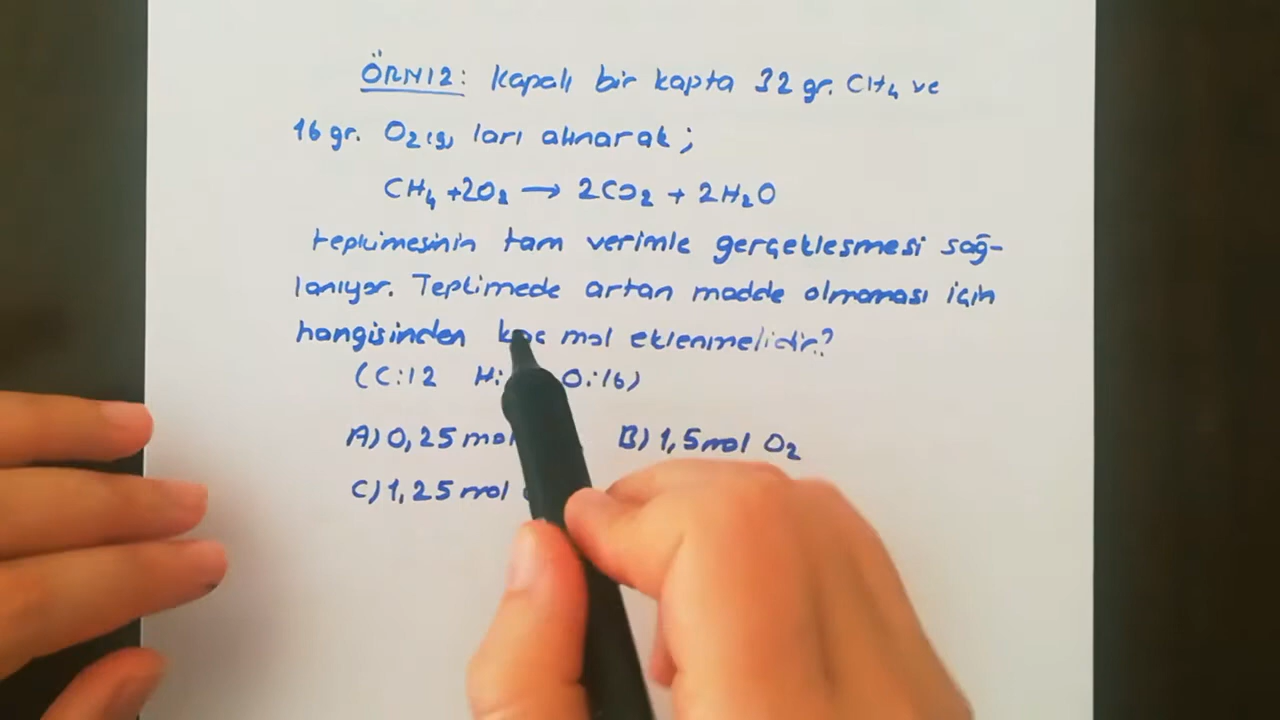 ÖRN12: Kapalı bir kapta 32 gr. CH₄ ve
16 gr. O₂(g) ları alınarak;
CH₄ + 2O₂ → 2CO₂ + 2H₂O
tepkimesinin tam verimle gerçekleşmesi sağ-
lanıyor. Tepkimede artan madde olmaması için
hangisinden kaç mol eklenmelidir?
(C:12 H: O:16)
A) 0,25 mol B) 1,5 mol O₂
C) 1,25 mol